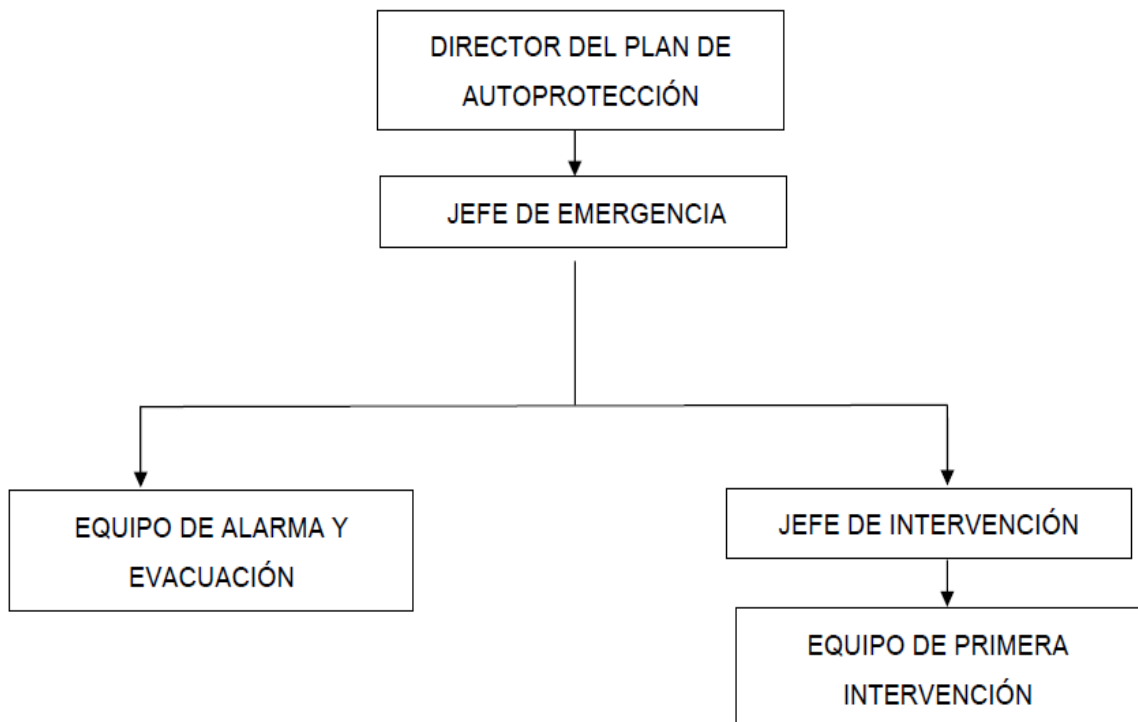 DIRECTOR DEL PLAN DE
AUTOPROTECCIÓN
JEFE DE EMERGENCIA
EQUIPO DE ALARMA Y
EVACUACIÓN
JEFE DE INTERVENCIÓN
EQUIPO DE PRIMERA
INTERVENCIÓN